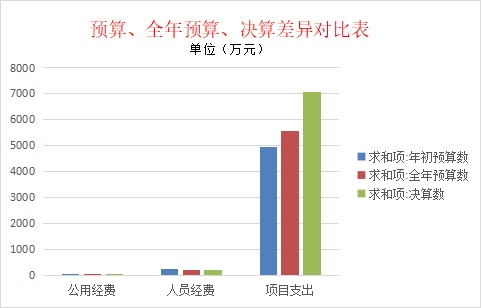 预算、全年预算、决算差异对比表
单位（万元）
8000
7000
6000
5000
4000
3000
2000
1000
0
公用经费 人员经费 项目支出
求和项:年初预算数
求和项:全年预算数
求和项:决算数